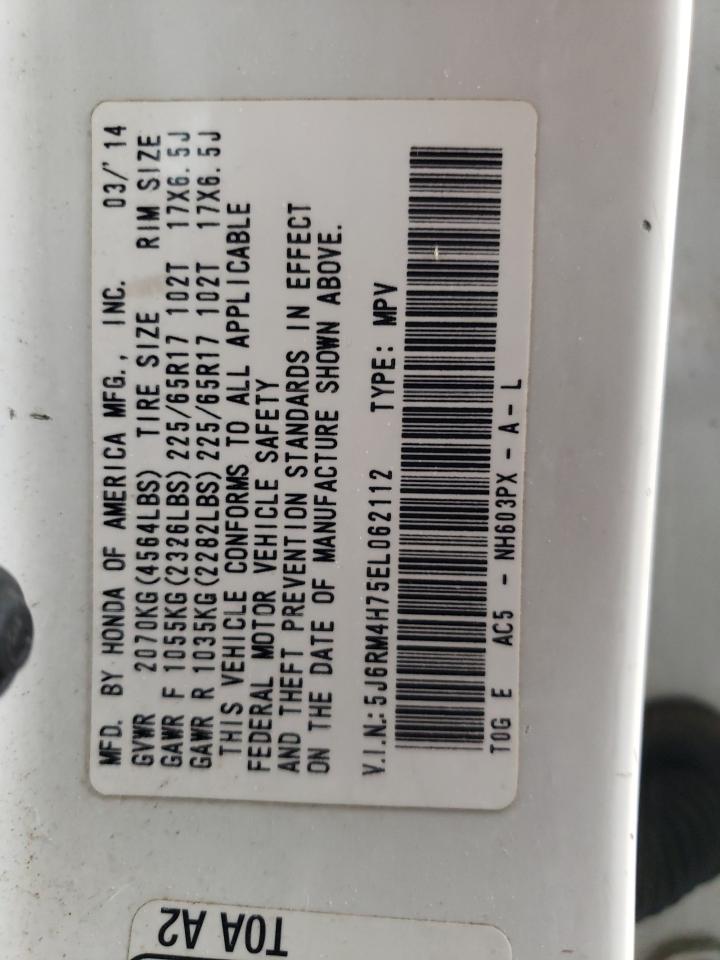 MFD. BY HONDA OF AMERICA MFG., INC. 03/'14
GVWR 2070KG(4564LBS) TIRE SIZE RIM SIZE
GAWR F 1055KG(2326LBS) 225/65R17 102T 17X6.5J
GAWR R 1035KG(2282LBS) 225/65R17 102T 17X6.5J
THIS VEHICLE CONFORMS TO ALL APPLICABLE
FEDERAL MOTOR VEHICLE SAFETY
AND THEFT PREVENTION STANDARDS IN EFFECT
ON THE DATE OF MANUFACTURE SHOWN ABOVE.
V.I.N.: 5J6RM4H75EL062112 TYPE: MPV
T0G E AC5 - NH603PX - A - L
T0A A2